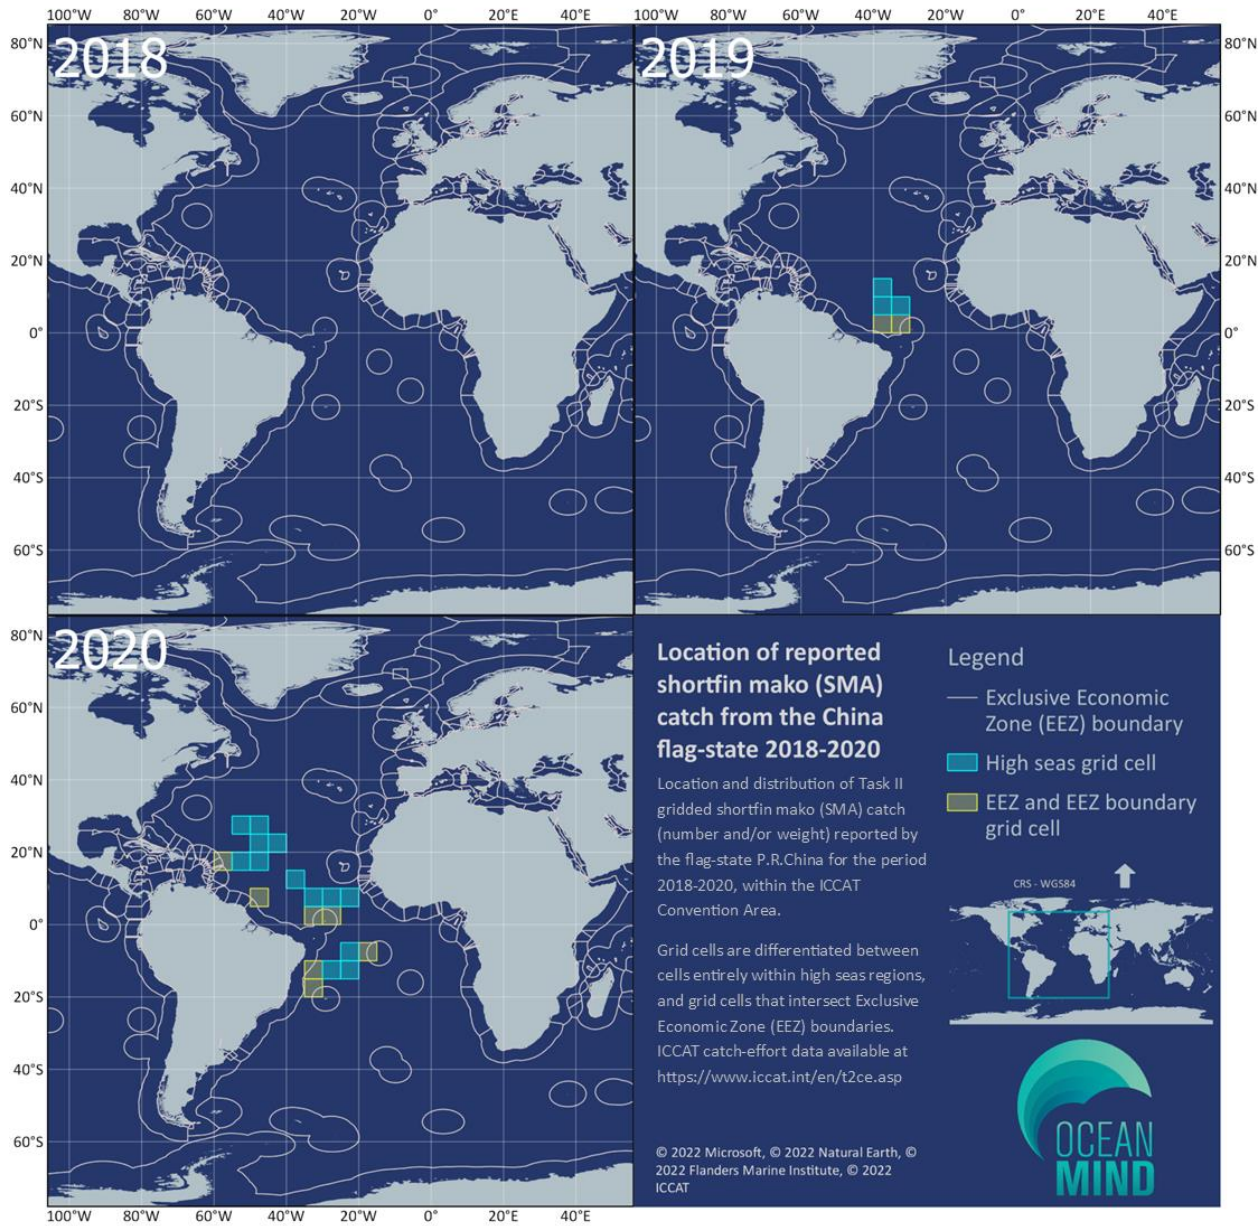 100°W 80°W 60°W 40°W 20°W 0° 20°E 40°E
100°W 80°W 60°W 40°W 20°W 0° 20°E 40°E
2018
2019
80°N
60°N
40°N
20°N
0°
20°S
40°S
60°S
80°N
60°N
40°N
20°N
0°
20°S
40°S
60°S
2020
80°N
60°N
40°N
20°N
0°
20°S
40°S
60°S
100°W 80°W 60°W 40°W 20°W 0° 20°E 40°E
Location of reported
shortfin mako (SMA)
catch from the China
flag-state 2018-2020
Location and distribution of Task II
gridded shortfin mako (SMA) catch
(number and/or weight) reported by
the flag-state P.R.China for the period
2018-2020, within the ICCAT
Convention Area.
Grid cells are differentiated between
cells entirely within high seas regions,
and grid cells that intersect Exclusive
Economic Zone (EEZ) boundaries.
ICCAT catch-effort data available at
https://www.iccat.int/en/t2ce.asp
© 2022 Microsoft, © 2022 Natural Earth, ©
2022 Flanders Marine Institute, © 2022
ICCAT
Legend
Exclusive Economic
Zone (EEZ) boundary
High seas grid cell
EEZ and EEZ boundary
grid cell
CRS - WGS84
OCEAN
MIND